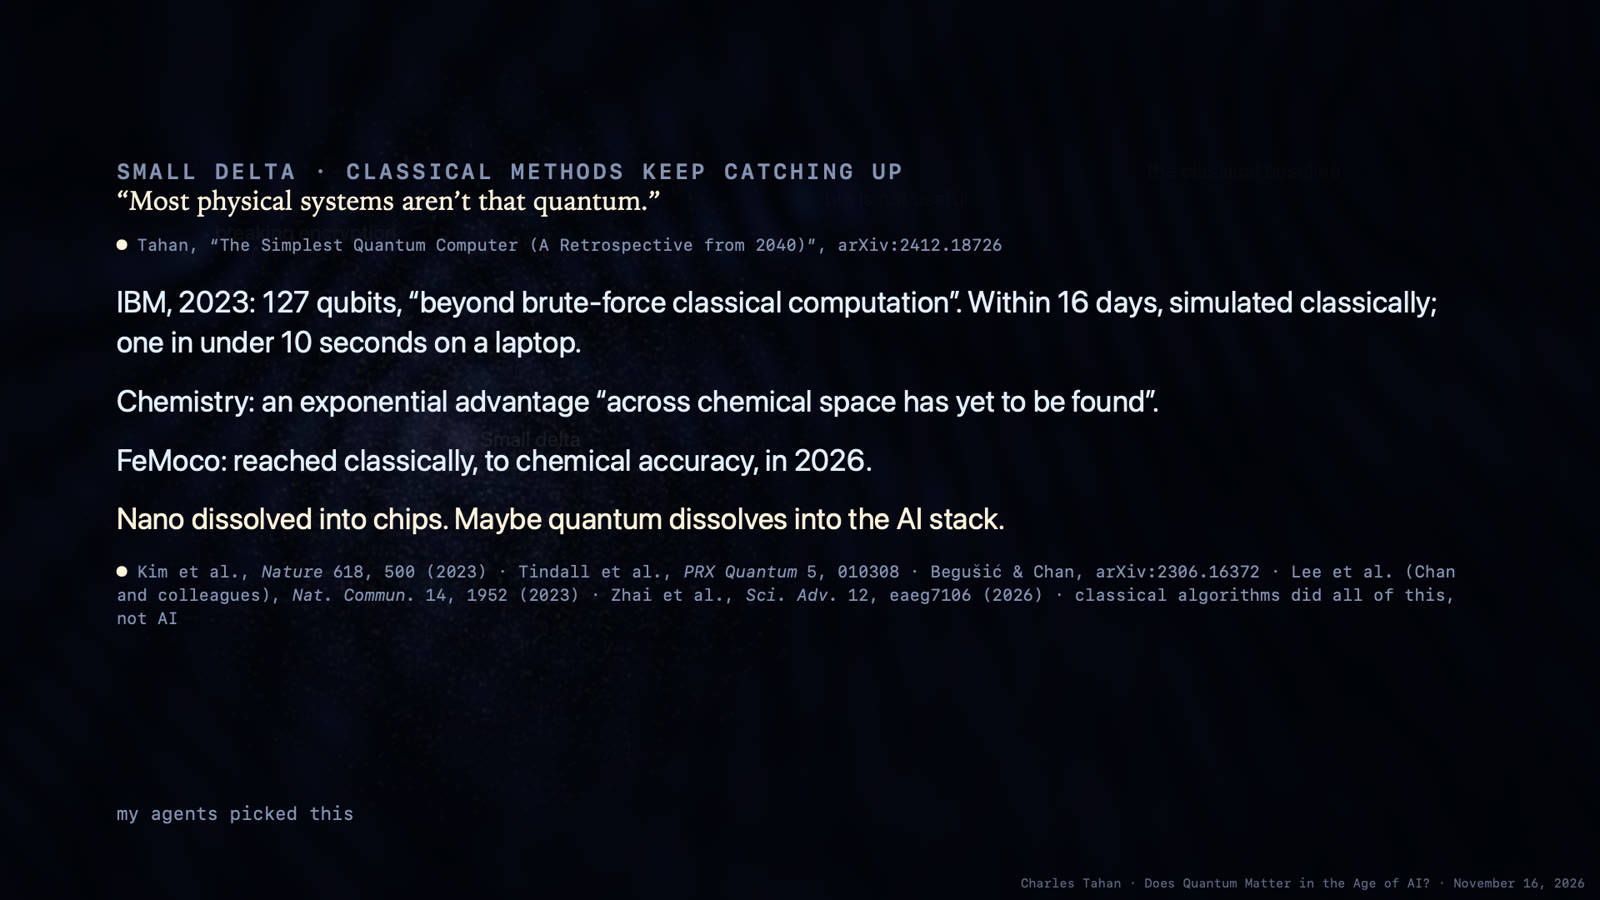 SMALL DELTA · CLASSICAL METHODS KEEP CATCHING UP
the classical baseline
“Most physical systems aren’t that quantum.”
breaking encryption
Tahan, “The Simplest Quantum Computer (A Retrospective from 2040)”, arXiv:2412.18726
IBM, 2023: 127 qubits, “beyond brute-force classical computation”. Within 16 days, simulated classically;
one in under 10 seconds on a laptop.
Chemistry: an exponential advantage “across chemical space has yet to be found”.
Small delta
FeMoco: reached classically, to chemical accuracy, in 2026.
Nano dissolved into chips. Maybe quantum dissolves into the AI stack.
Kim et al., Nature 618, 500 (2023) · Tindall et al., PRX Quantum 5, 010308 · Begušić & Chan, arXiv:2306.16372 · Lee et al. (Chan
and colleagues), Nat. Commun. 14, 1952 (2023) · Zhai et al., Sci. Adv. 12, eaeg7106 (2026) · classical algorithms did all of this,
not AI
my agents picked this
Charles Tahan · Does Quantum Matter in the Age of AI? · November 16, 2026